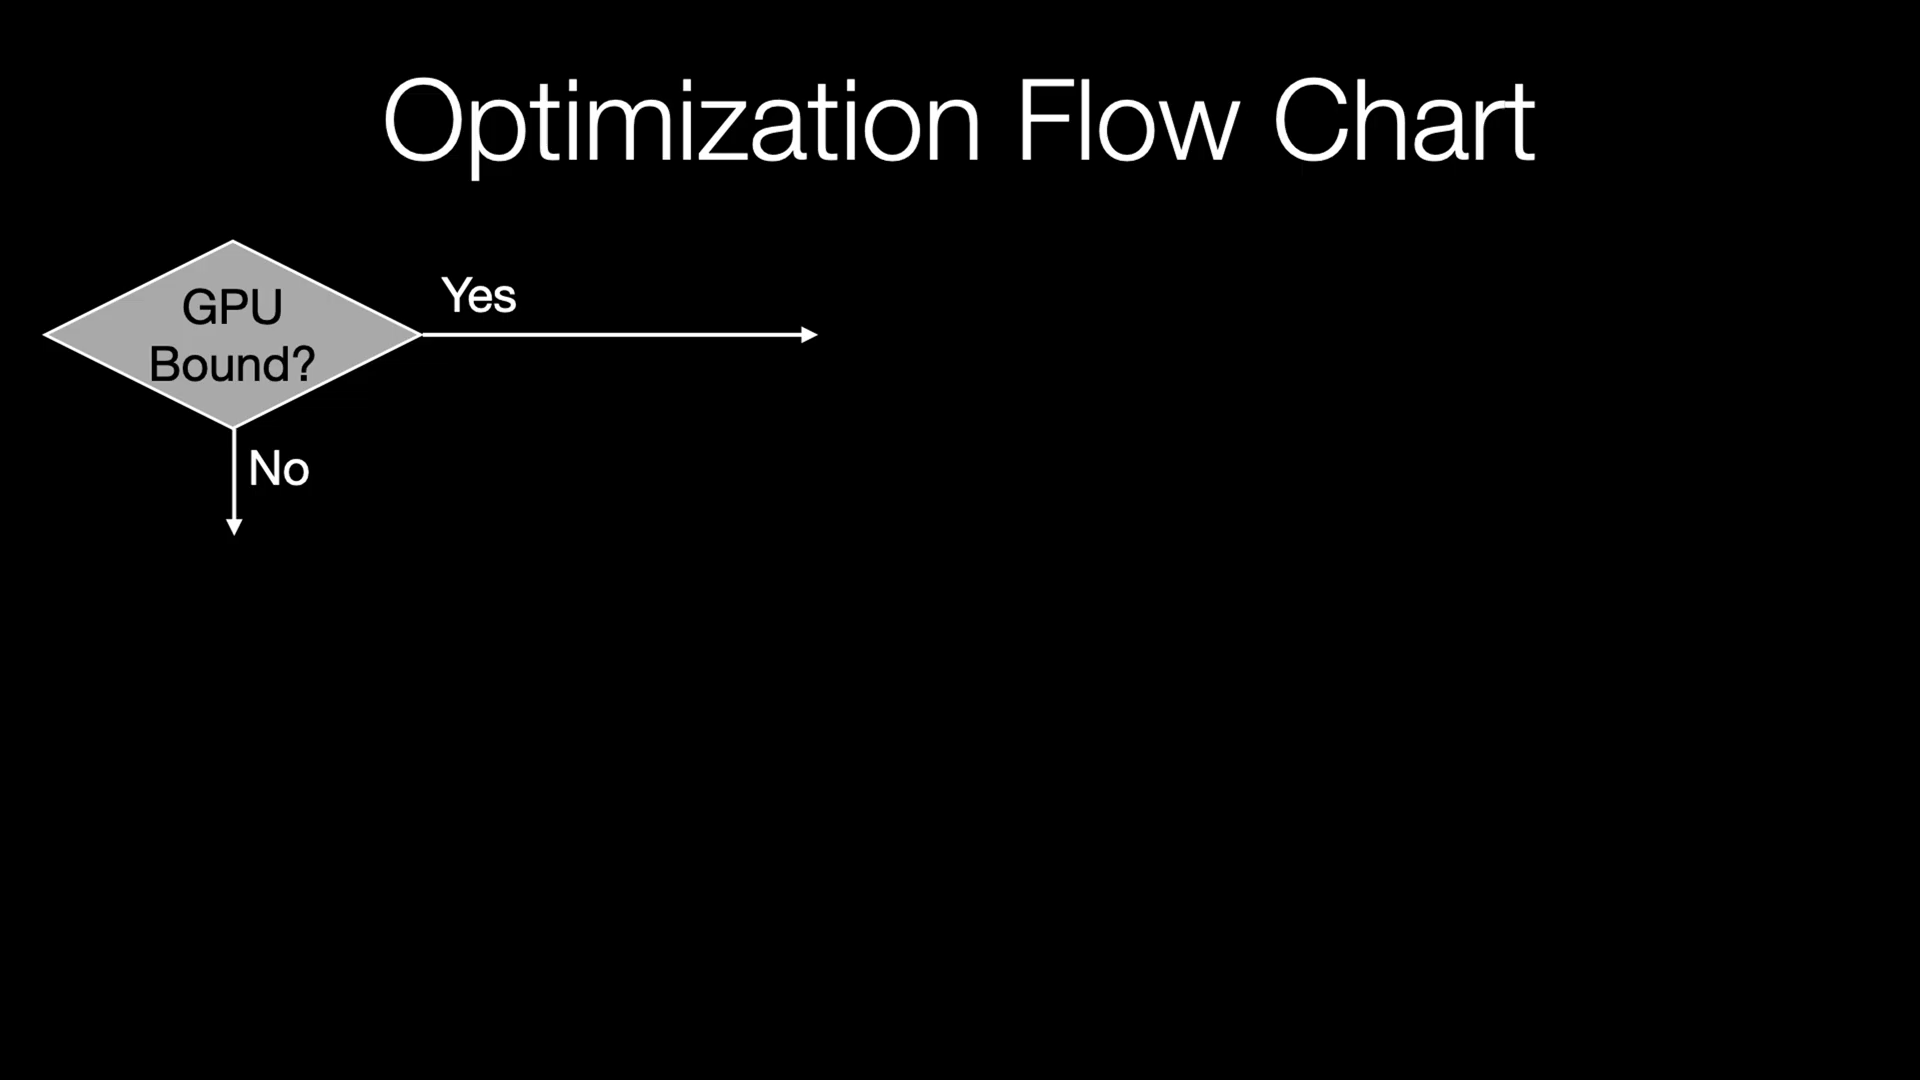 Optimization Flow Chart
GPU
Bound?
Yes
No